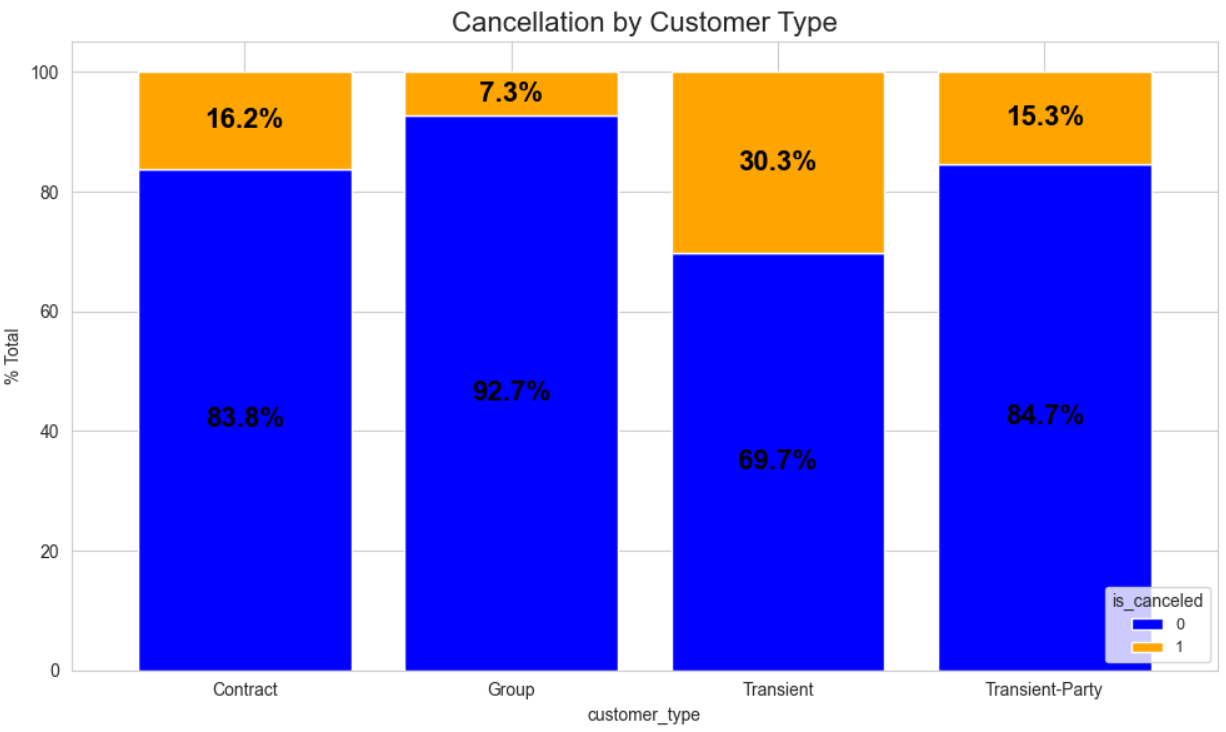 Cancellation by Customer Type
% Total
100
80
60
40
20
0
16.2%
7.3%
30.3%
15.3%
83.8%
92.7%
69.7%
84.7%
is_canceled
0
1
Contract
Group
Transient
Transient-Party
customer_type